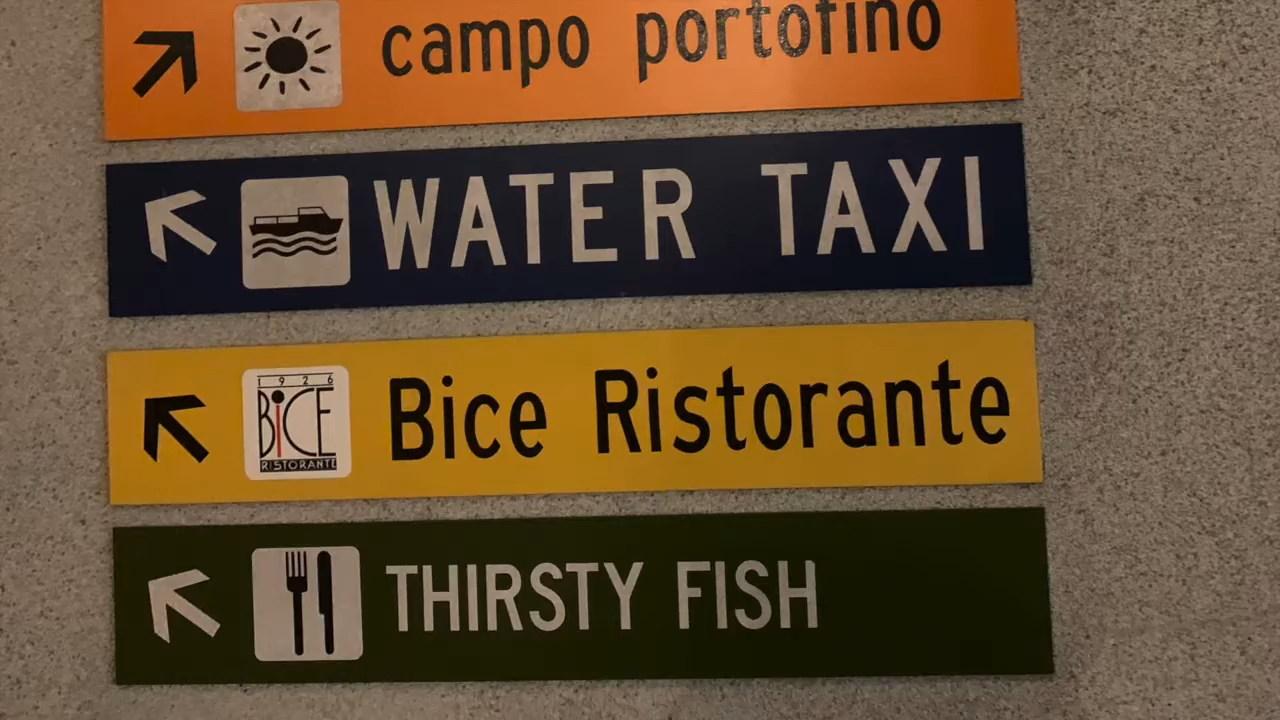 campo portofino
WATER TAXI
1926
BiCE
RISTORANTE
Bice Ristorante
THIRSTY FISH